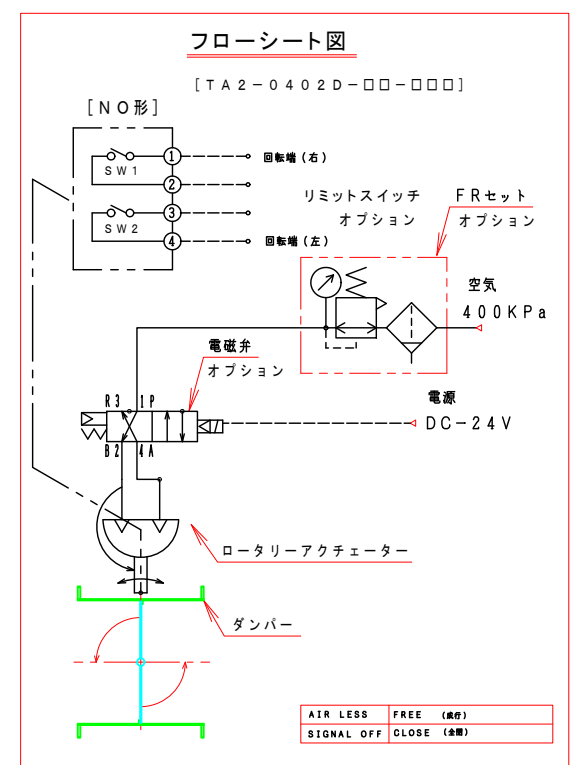 フローシート図
[TA2-0402D-□□-□□□]
[NO形]
SW1
SW2
1
2
3
4
回転端(右)
回転端(左)
リミットスイッチ
オプション
FRセット
オプション
空気
400KPa
電磁弁
オプション
R3 1P
B2 4A
電源
DC-24V
ロータリーアクチェーター
ダンパー
AIR LESS FREE (成行)
SIGNAL OFF CLOSE (全閉)